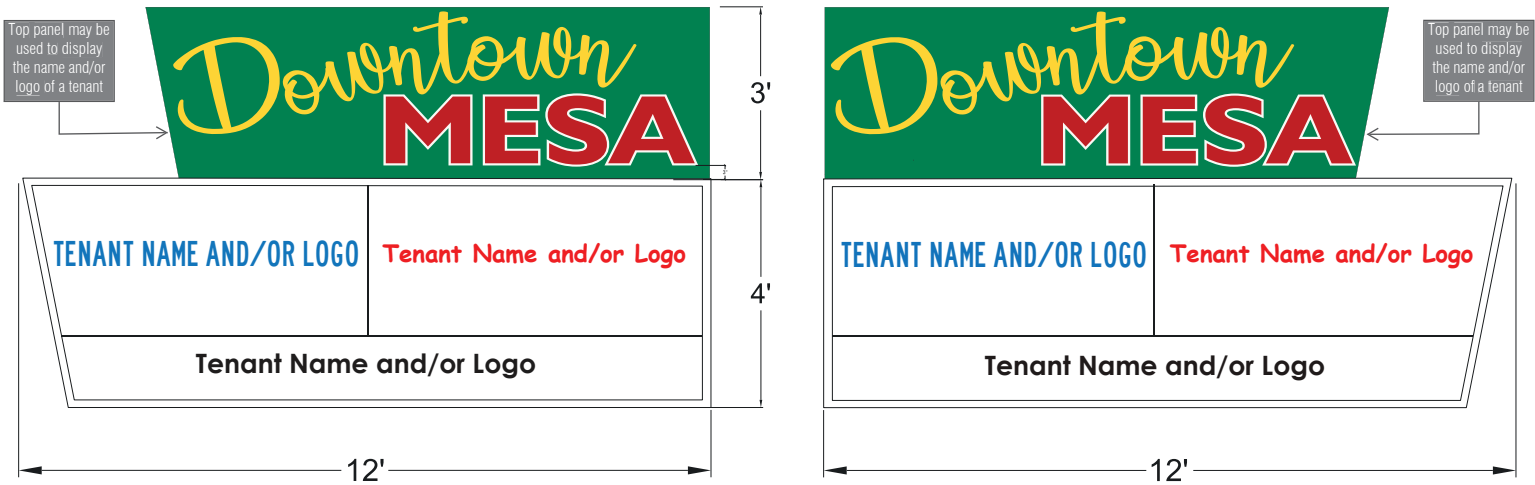 Top panel may be
used to display
the name and/or
logo of a tenant
Downtown
MESA
3'
3"
TENANT NAME AND/OR LOGO
Tenant Name and/or Logo
4'
Tenant Name and/or Logo
12'
Downtown
MESA
Top panel may be
used to display
the name and/or
logo of a tenant
TENANT NAME AND/OR LOGO
Tenant Name and/or Logo
Tenant Name and/or Logo
12'